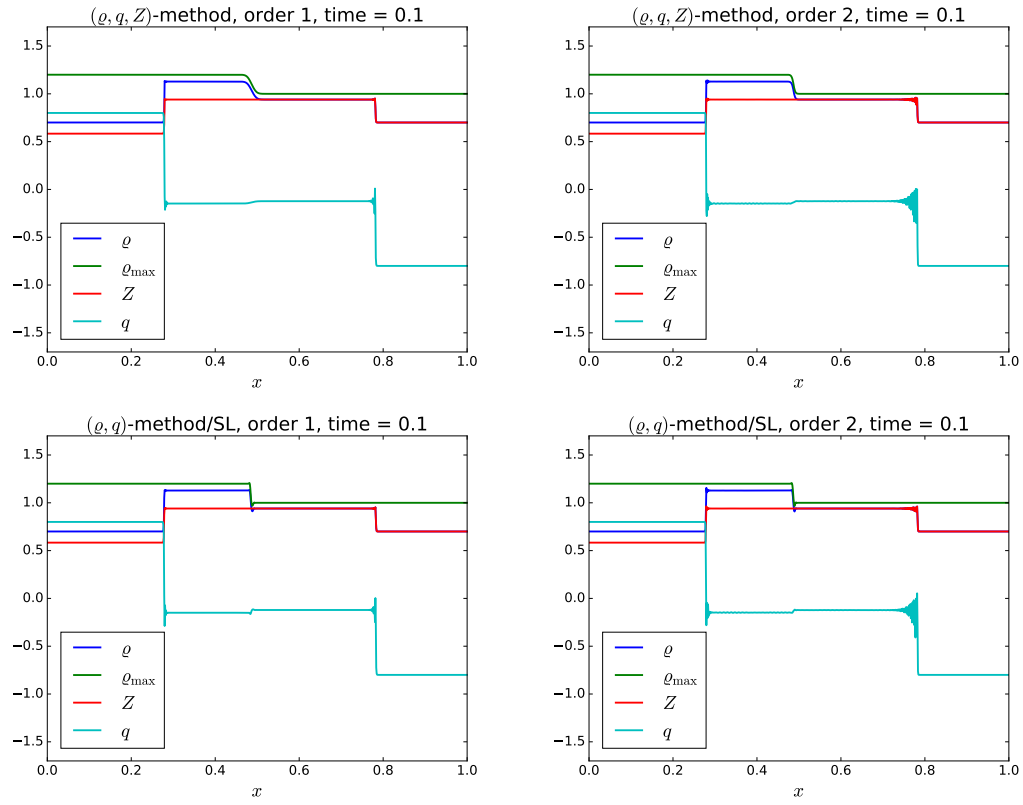 (ϱ, q, Z)-method, order 1, time = 0.1
1.5
1.0
0.5
0.0
−0.5
−1.0
−1.5
ϱ
ϱmax
Z
q
0.0 0.2 0.4 0.6 0.8 1.0
x
(ϱ, q, Z)-method, order 2, time = 0.1
1.5
1.0
0.5
0.0
−0.5
−1.0
−1.5
ϱ
ϱmax
Z
q
0.0 0.2 0.4 0.6 0.8 1.0
x
(ϱ, q)-method/SL, order 1, time = 0.1
1.5
1.0
0.5
0.0
−0.5
−1.0
−1.5
ϱ
ϱmax
Z
q
0.0 0.2 0.4 0.6 0.8 1.0
x
(ϱ, q)-method/SL, order 2, time = 0.1
1.5
1.0
0.5
0.0
−0.5
−1.0
−1.5
ϱ
ϱmax
Z
q
0.0 0.2 0.4 0.6 0.8 1.0
x